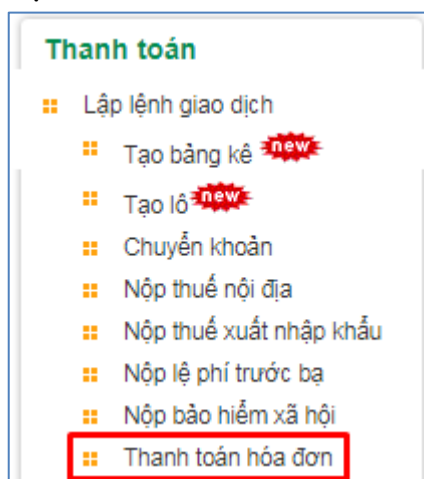 Thanh toán
Lập lệnh giao dịch
Tạo bảng kê new
Tạo lô new
Chuyển khoản
Nộp thuế nội địa
Nộp thuế xuất nhập khẩu
Nộp lệ phí trước bạ
Nộp bảo hiểm xã hội
Thanh toán hóa đơn